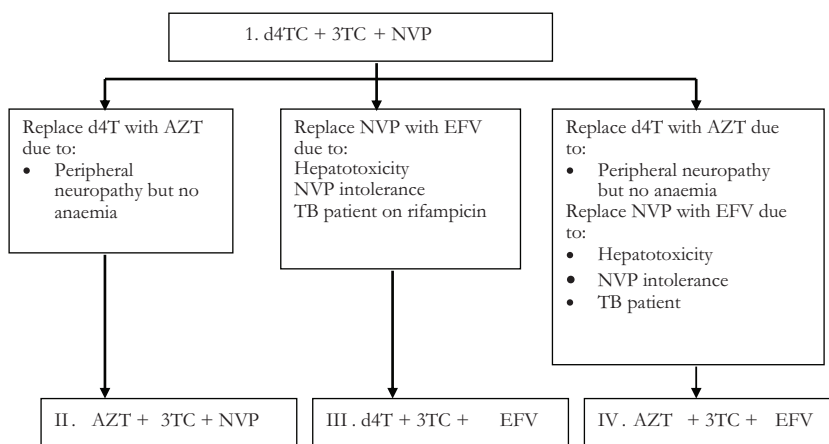 1. d4TC + 3TC + NVP
Replace d4T with AZT
due to:
• Peripheral
neuropathy but no
anaemia
Replace NVP with EFV
due to:
Hepatotoxicity
NVP intolerance
TB patient on rifampicin
Replace d4T with AZT due
to:
• Peripheral neuropathy
but no anaemia
Replace NVP with EFV due
to:
• Hepatotoxicity
• NVP intolerance
• TB patient
II. AZT + 3TC + NVP
III. d4T + 3TC + EFV
IV. AZT + 3TC + EFV